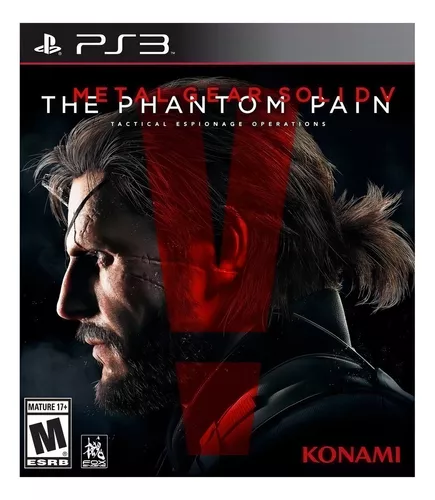 PS3
METAL GEAR SOLID V
THE PHANTOM PAIN
TACTICAL ESPIONAGE OPERATIONS
V
MATURE 17+
M
ESRB
KONAMI